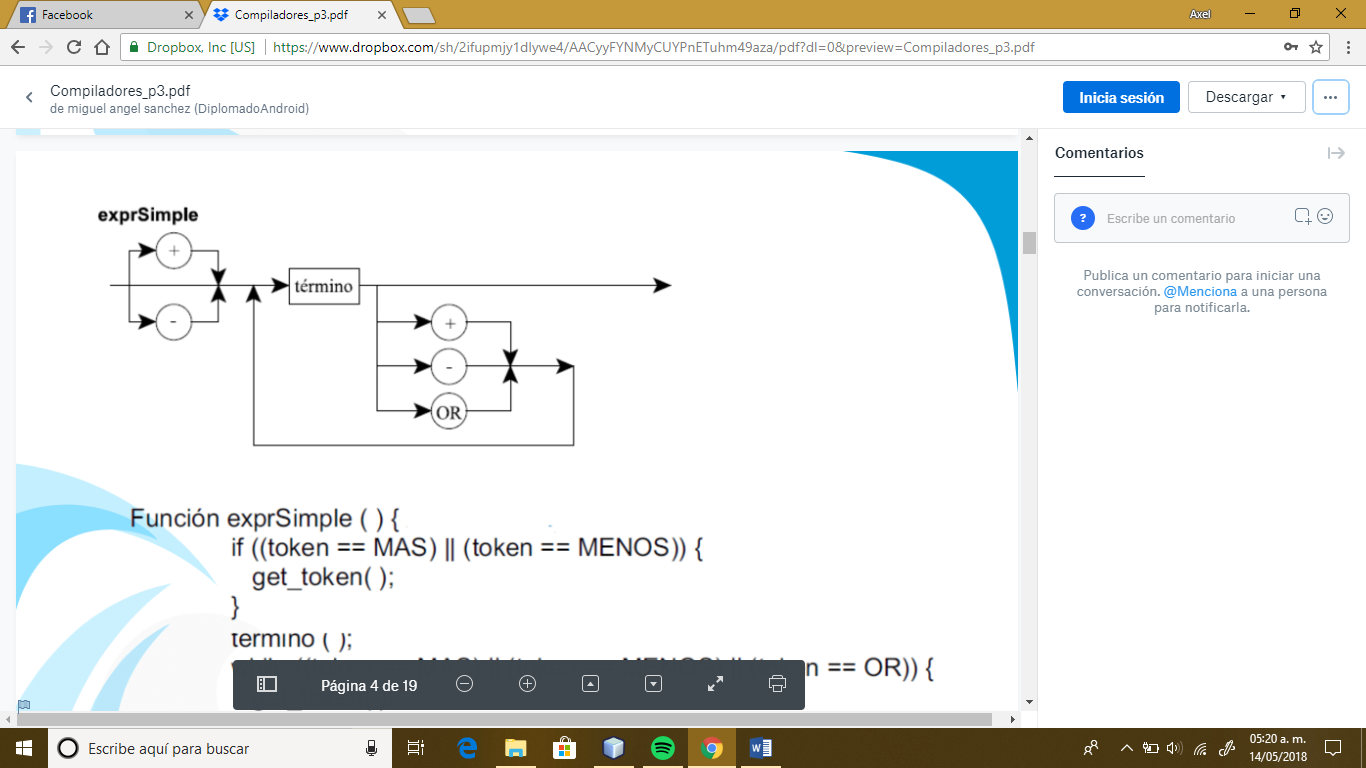 Facebook
Compiladores_p3.pdf
Axel
Dropbox, Inc [US]
https://www.dropbox.com/sh/2ifupmjy1dlywe4/AACyyFYNMyCUYPnETuhm49aza/pdf?dl=0&preview=Compiladores_p3.pdf
Compiladores_p3.pdf
de miguel angel sanchez (DiplomadoAndroid)
Inicia sesión
Descargar
exprSimple
+
-
término
+
-
OR
Función exprSimple ( ) {
if ((token == MAS) || (token == MENOS)) {
get_token( );
}
termino ( );
n == OR)) {
Página 4 de 19
Comentarios
?
Escribe un comentario
Publica un comentario para iniciar una
conversación. @Menciona a una persona
para notificarla.
Escribe aquí para buscar
05:20 a. m.
14/05/2018